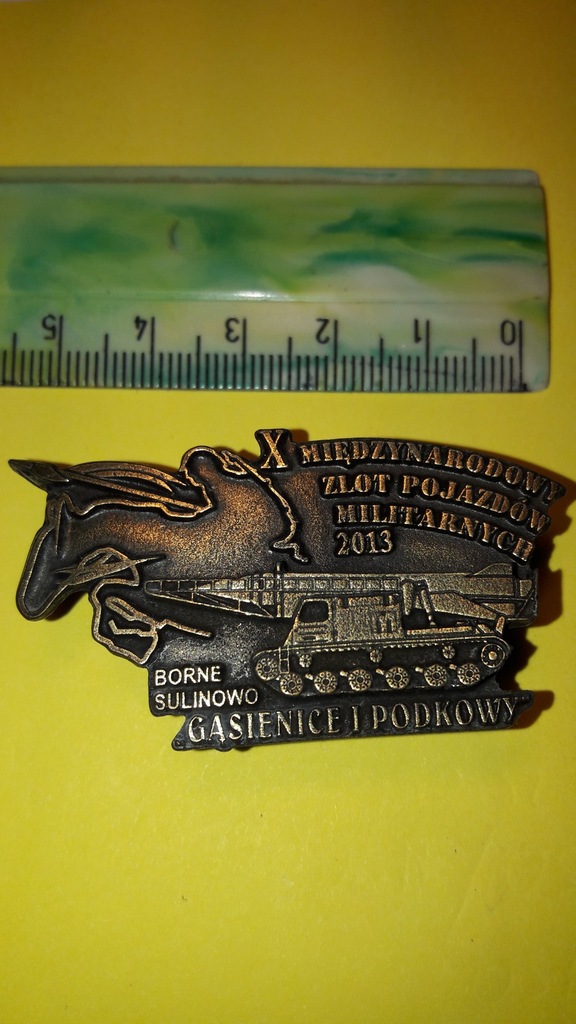 5 4 3 2 1 0
X MIĘDZYNARODOWY
ZLOT POJAZDÓW
MILITARNYCH
2013
BORNE
SULINOWO
GĄSIENICE I PODKOWY